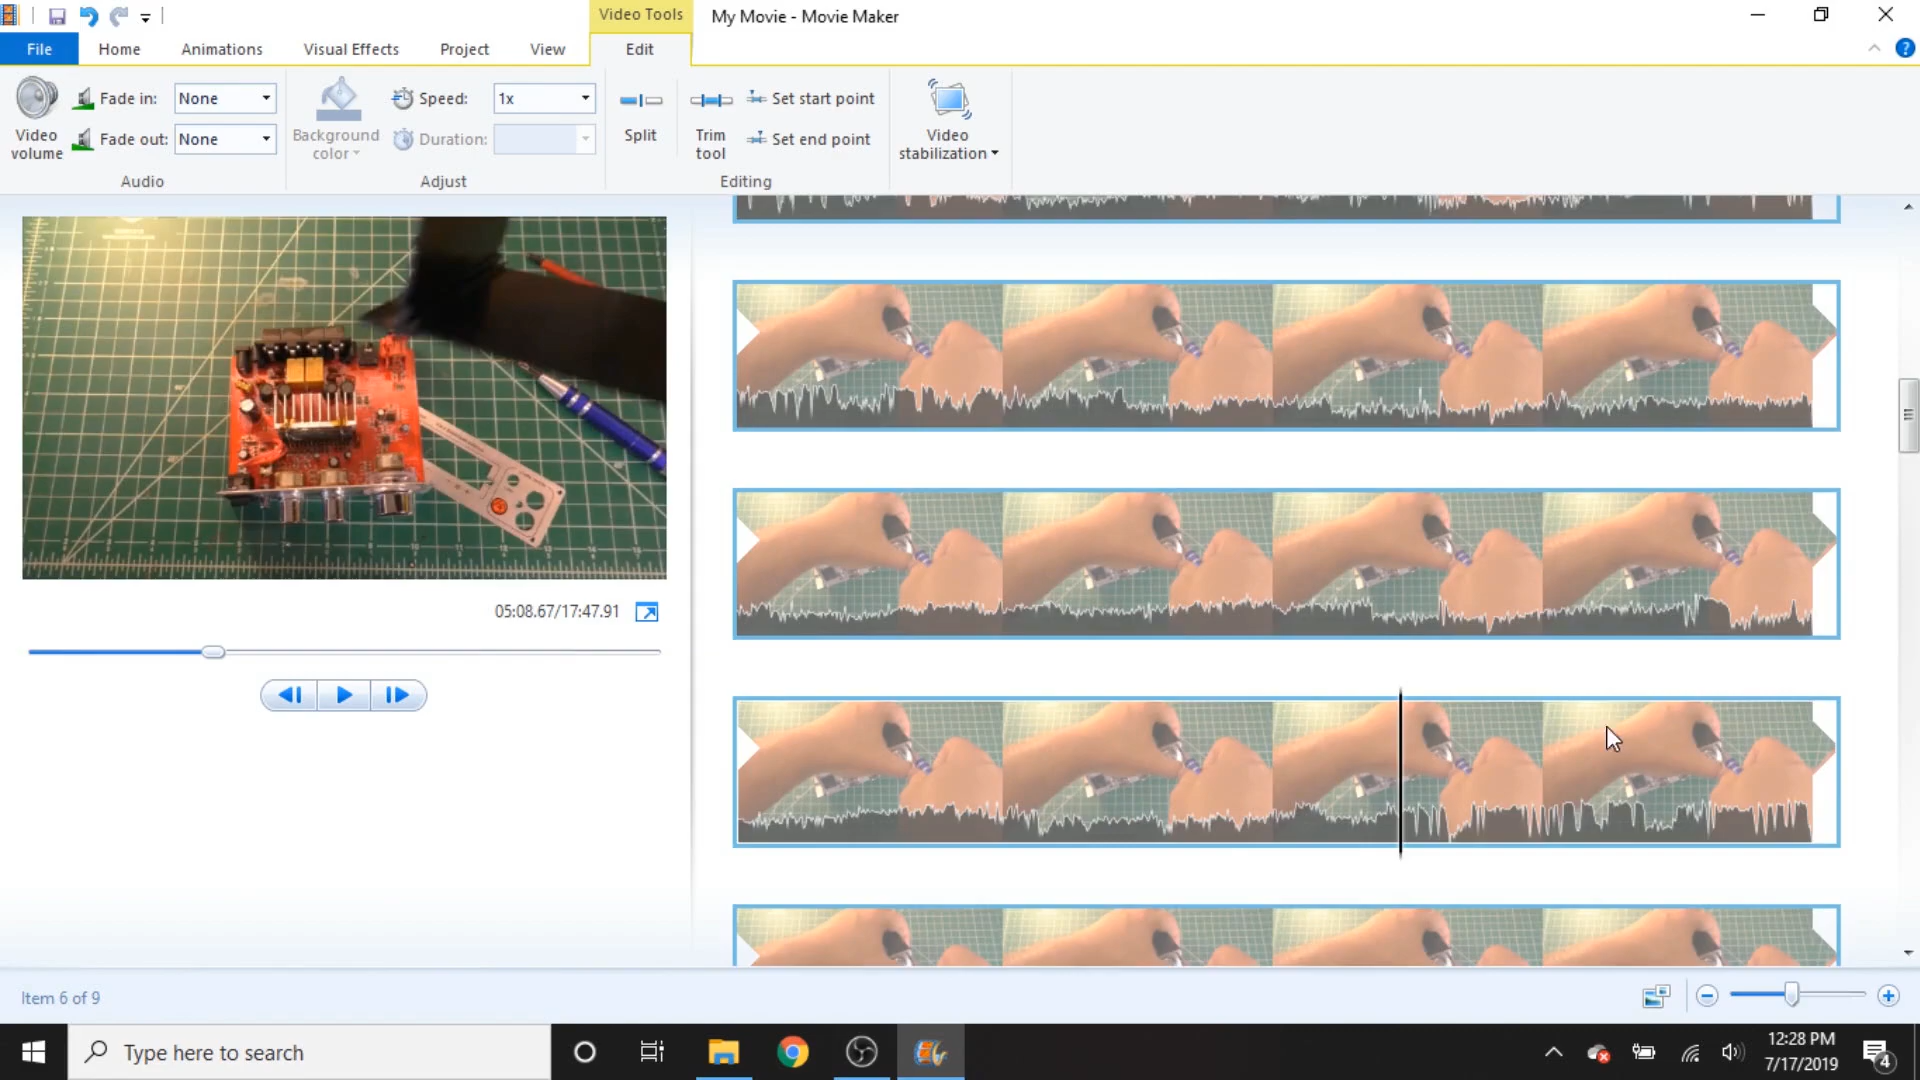 Video Tools
My Movie - Movie Maker
File
Home
Animations
Visual Effects
Project
View
Edit
Video
volume
Fade in:
None
Fade out:
None
Audio
Background
color
Speed:
1x
Duration:
Adjust
Split
Trim
tool
Set start point
Set end point
Editing
Video
stabilization
05:08.67/17:47.91
Item 6 of 9
Type here to search
12:28 PM
7/17/2019
4